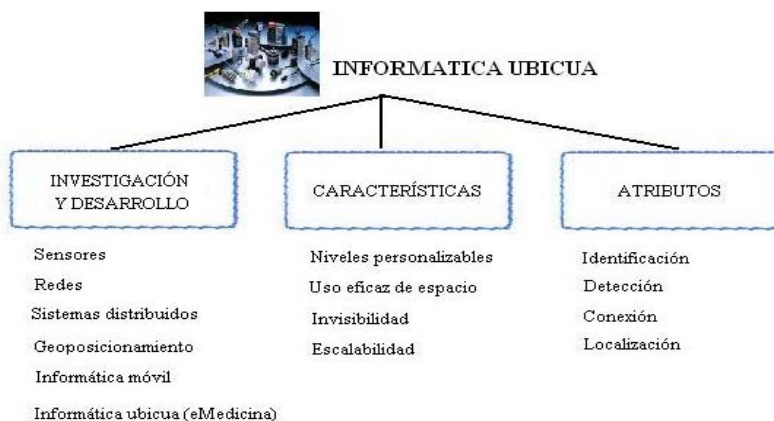 INFORMATICA UBICUA
INVESTIGACIÓN
Y DESARROLLO
Sensores
Redes
Sistemas distribuidos
Geoposicionamiento
Informática móvil
Informática ubicua (eMedicina)
CARACTERÍSTICAS
Niveles personalizables
Uso eficaz de espacio
Invisibilidad
Escalabilidad
ATRIBUTOS
Identificación
Detección
Conexión
Localización